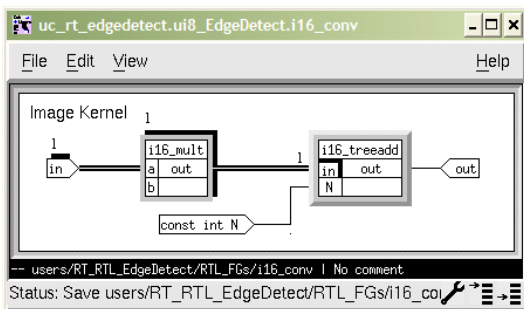 uc_rt_edgedetect.ui8_EdgeDetect.i16_conv
File Edit View Help
Image Kernel
1
1
in
i16_mult
a out
b
1
i16_treeadd
in out
N
out
const int N
-- users/RT_RTL_EdgeDetect/RTL_FGs/i16_conv | No comment
Status: Save users/RT_RTL_EdgeDetect/RTL_FGs/i16_co